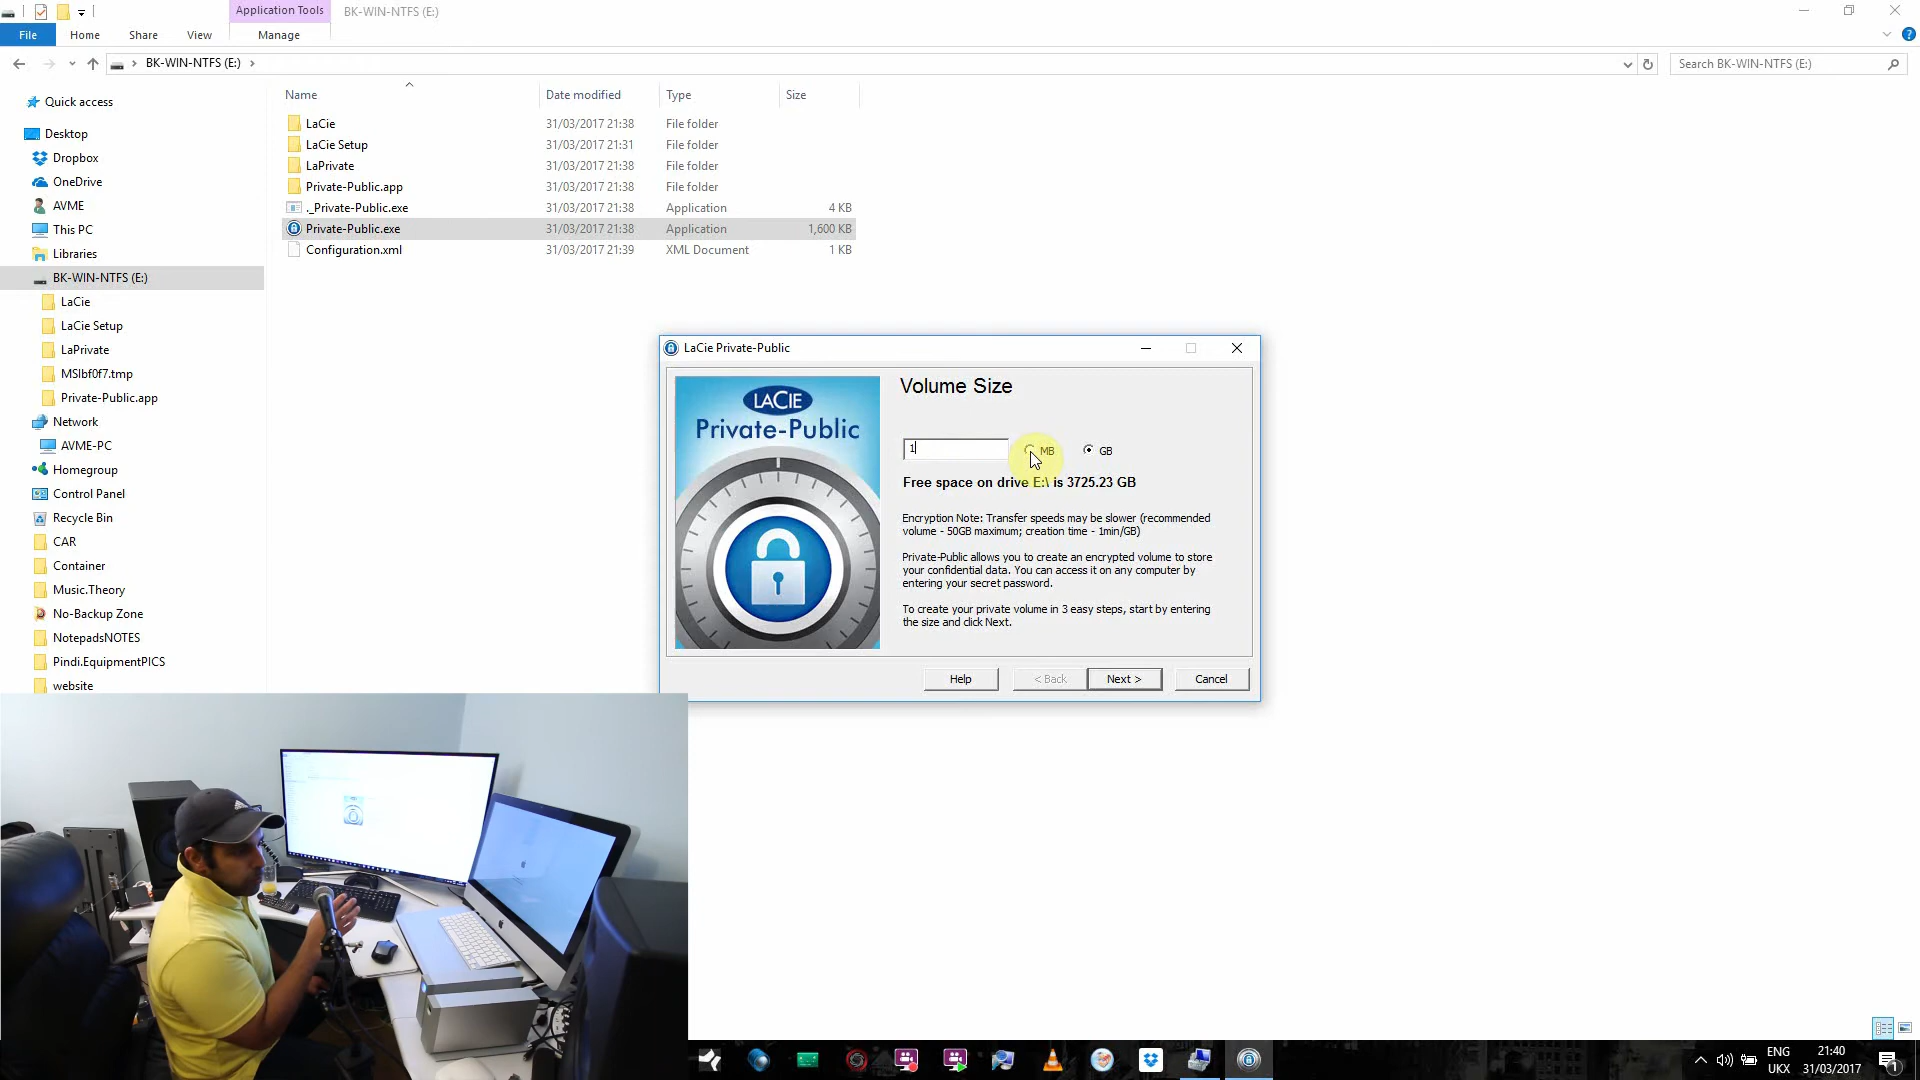 Application Tools
BK-WIN-NTFS (E:)
File
Home
Share
View
Manage
BK-WIN-NTFS (E:)
Search BK-WIN-NTFS (E:)
Name
Date modified
Type
Size
LaCie
31/03/2017 21:38
File folder
LaCie Setup
31/03/2017 21:31
File folder
LaPrivate
31/03/2017 21:38
File folder
Private-Public.app
31/03/2017 21:38
File folder
._Private-Public.exe
31/03/2017 21:38
Application
4 KB
Private-Public.exe
31/03/2017 21:38
Application
1,600 KB
Configuration.xml
31/03/2017 21:39
XML Document
1 KB
Quick access
Desktop
Dropbox
OneDrive
AVME
This PC
Libraries
BK-WIN-NTFS (E:)
LaCie
LaCie Setup
LaPrivate
MSIbf0f7.tmp
Private-Public.app
Network
AVME-PC
Homegroup
Control Panel
Recycle Bin
CAR
Container
Music.Theory
No-Backup Zone
NotepadsNOTES
Pindi.EquipmentPICS
website
LaCie Private-Public
LACIE
Private-Public
Volume Size
1
MB
GB
Free space on drive E:\ is 3725.23 GB
Encryption Note: Transfer speeds may be slower (recommended
volume - 50GB maximum; creation time - 1min/GB)
Private-Public allows you to create an encrypted volume to store
your confidential data. You can access it on any computer by
entering your secret password.
To create your private volume in 3 easy steps, start by entering
the size and click Next.
Help
< Back
Next >
Cancel
ENG
UKX
21:40
31/03/2017
1